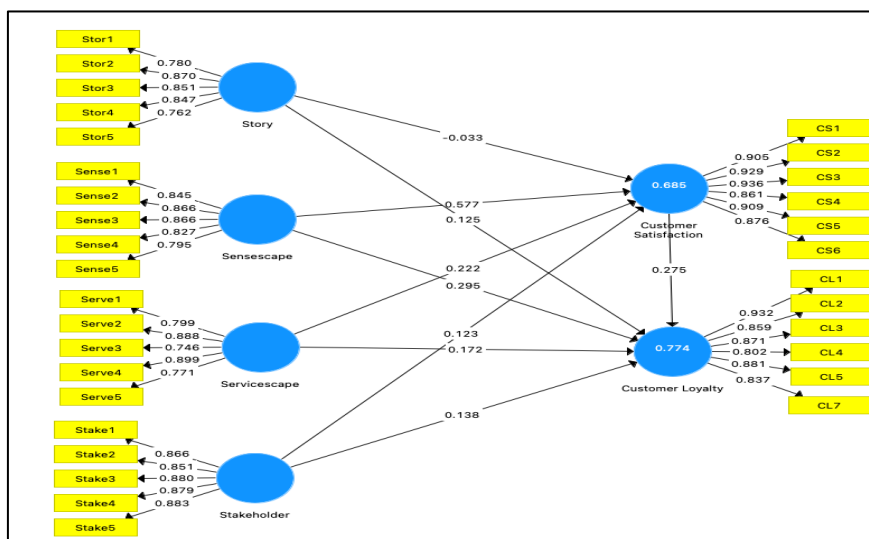 Stor1
Stor2
Stor3
Stor4
Stor5
0.780
0.870
0.851
0.847
0.762
Story
Sense1
Sense2
Sense3
Sense4
Sense5
0.845
0.866
0.866
0.827
0.795
Sensescape
Serve1
Serve2
Serve3
Serve4
Serve5
0.799
0.888
0.746
0.899
0.771
Servicescape
Stake1
Stake2
Stake3
Stake4
Stake5
0.866
0.851
0.880
0.879
0.883
Stakeholder
-0.033
0.577
0.125
0.222
0.295
0.123
0.172
0.138
0.685
Customer
Satisfaction
0.275
0.774
Customer Loyalty
0.905
0.929
0.936
0.861
0.909
0.876
CS1
CS2
CS3
CS4
CS5
CS6
0.932
0.859
0.871
0.802
0.881
0.837
CL1
CL2
CL3
CL4
CL5
CL7